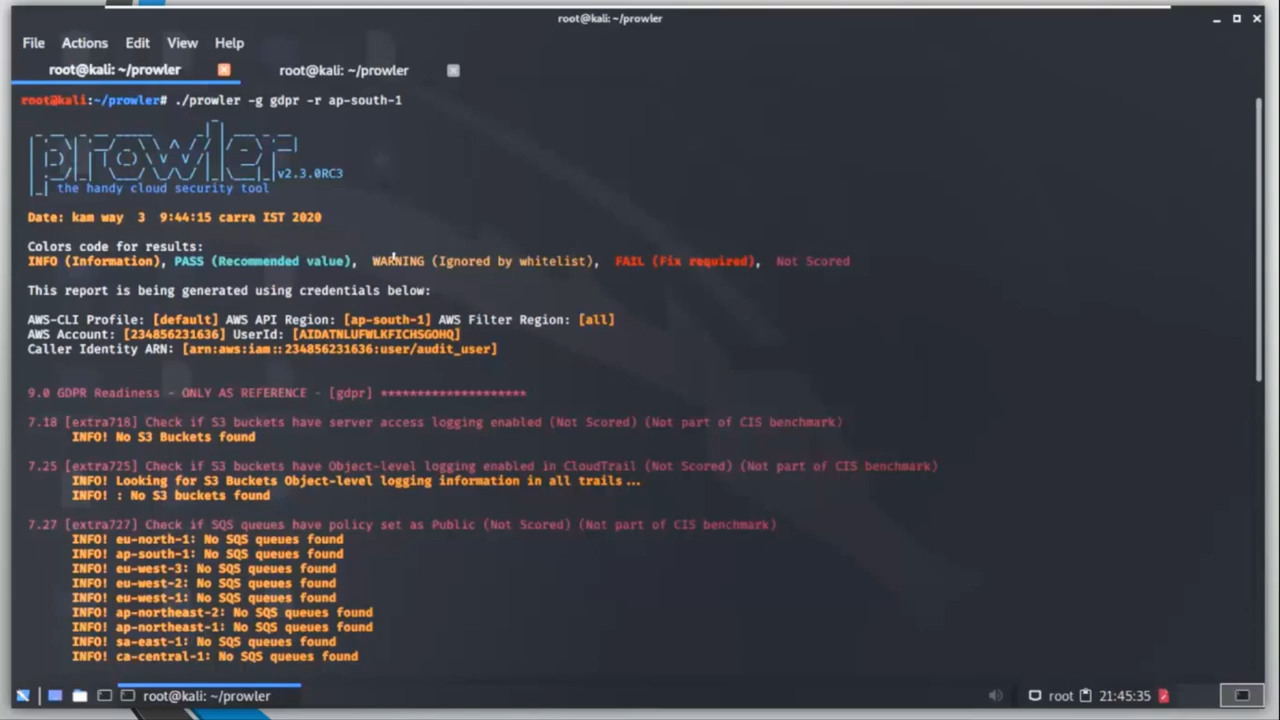 root@kali: ~/prowler
File Actions Edit View Help
root@kali: ~/prowler root@kali: ~/prowler
root@kali:~/prowler# ./prowler -g gdpr -r ap-south-1
prowler v2.3.0RC3
the handy cloud security tool
Date: kam way 3 9:44:15 carra IST 2020
Colors code for results:
INFO (Information), PASS (Recommended value), WARNING (Ignored by whitelist), FAIL (Fix required), Not Scored
This report is being generated using credentials below:
AWS-CLI Profile: [default] AWS API Region: [ap-south-1] AWS Filter Region: [all]
AWS Account: [234856231636] UserId: [AIDATNLUFWLKFICHSGOHQ]
Caller Identity ARN: [arn:aws:iam::234856231636:user/audit_user]
9.0 GDPR Readiness - ONLY AS REFERENCE - [gdpr] ********************
7.18 [extra718] Check if S3 buckets have server access logging enabled (Not Scored) (Not part of CIS benchmark)
INFO! No S3 Buckets found
7.25 [extra725] Check if S3 buckets have Object-level logging enabled in CloudTrail (Not Scored) (Not part of CIS benchmark)
INFO! Looking for S3 Buckets Object-level logging information in all trails...
INFO! : No S3 buckets found
7.27 [extra727] Check if SQS queues have policy set as Public (Not Scored) (Not part of CIS benchmark)
INFO! eu-north-1: No SQS queues found
INFO! ap-south-1: No SQS queues found
INFO! eu-west-3: No SQS queues found
INFO! eu-west-2: No SQS queues found
INFO! eu-west-1: No SQS queues found
INFO! ap-northeast-2: No SQS queues found
INFO! ap-northeast-1: No SQS queues found
INFO! sa-east-1: No SQS queues found
INFO! ca-central-1: No SQS queues found
root@kali: ~/prowler root 21:45:35